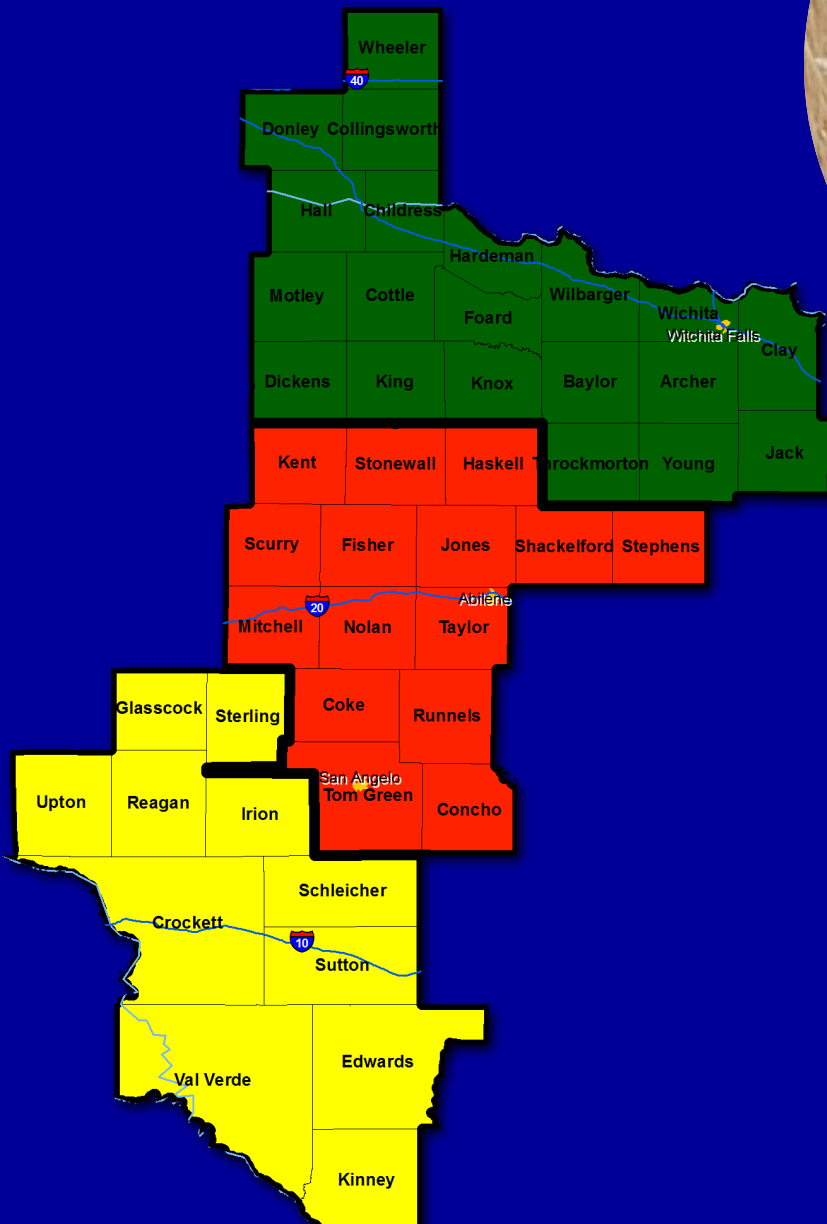 Wheeler
40
Donley
Collingsworth
Hall
Childress
Hardeman
Motley
Cottle
Wilbarger
Foard
Wichita
Witchita Falls
Clay
Dickens
King
Knox
Baylor
Archer
Kent
Stonewall
Haskell
Throckmorton
Young
Jack
Scurry
Fisher
Jones
Shackelford
Stephens
Abilene
20
Mitchell
Nolan
Taylor
Glasscock
Sterling
Coke
Runnels
San Angelo
Upton
Reagan
Irion
Tom Green
Concho
Schleicher
Crockett
10
Sutton
Edwards
Val Verde
Kinney